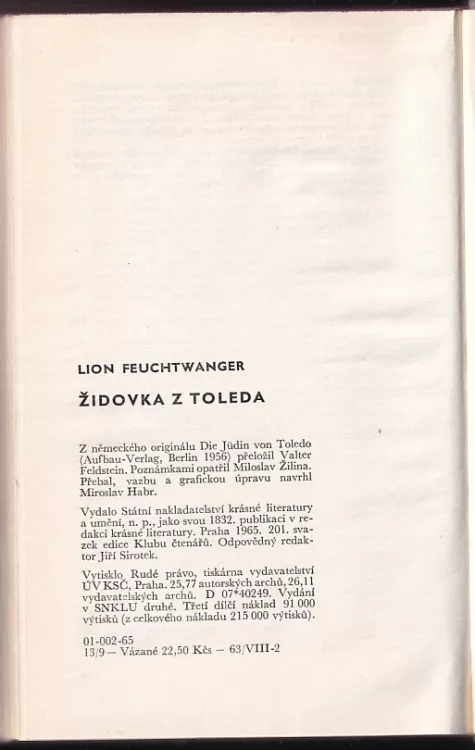 LION FEUCHTWANGER
ŽIDOVKA Z TOLEDA
Z německého originálu Die Jüdin von Toledo
(Aufbau-Verlag, Berlin 1956) přeložil Valter
Feldstein. Poznámkami opatřil Miloslav Žilina.
Přebal, vazbu a grafickou úpravu navrhl
Miroslav Habr.
Vydalo Státní nakladatelství krásné literatury
a umění, n. p., jako svou 1832. publikaci v re-
dakci krásné literatury. Praha 1965. 201. sva-
zek edice Klubu čtenářů. Odpovědný redak-
tor Jiří Sirotek.
Vytisklo Rudé právo, tiskárna vydavatelství
ÚV KSČ, Praha. 25,77 autorských archů, 26,11
vydavatelských archů. D 07*40249. Vydání
v SNKLU druhé. Třetí dílčí náklad 91 000
výtisků (z celkového nákladu 215 000 výtisků).
01-002-65
13/9 — Vázané 22,50 Kčs — 63/VIII-2